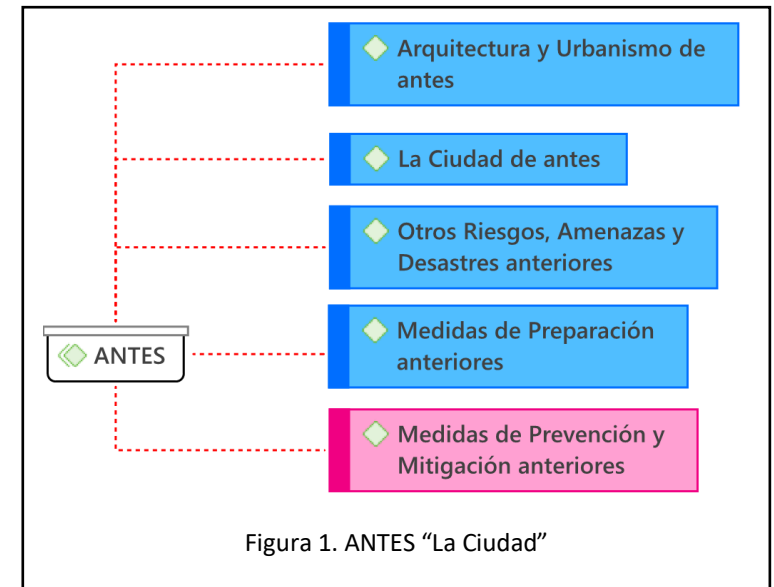 Arquitectura y Urbanismo de
antes
La Ciudad de antes
Otros Riesgos, Amenazas y
Desastres anteriores
ANTES
Medidas de Preparación
anteriores
Medidas de Prevención y
Mitigación anteriores
Figura 1. ANTES “La Ciudad”